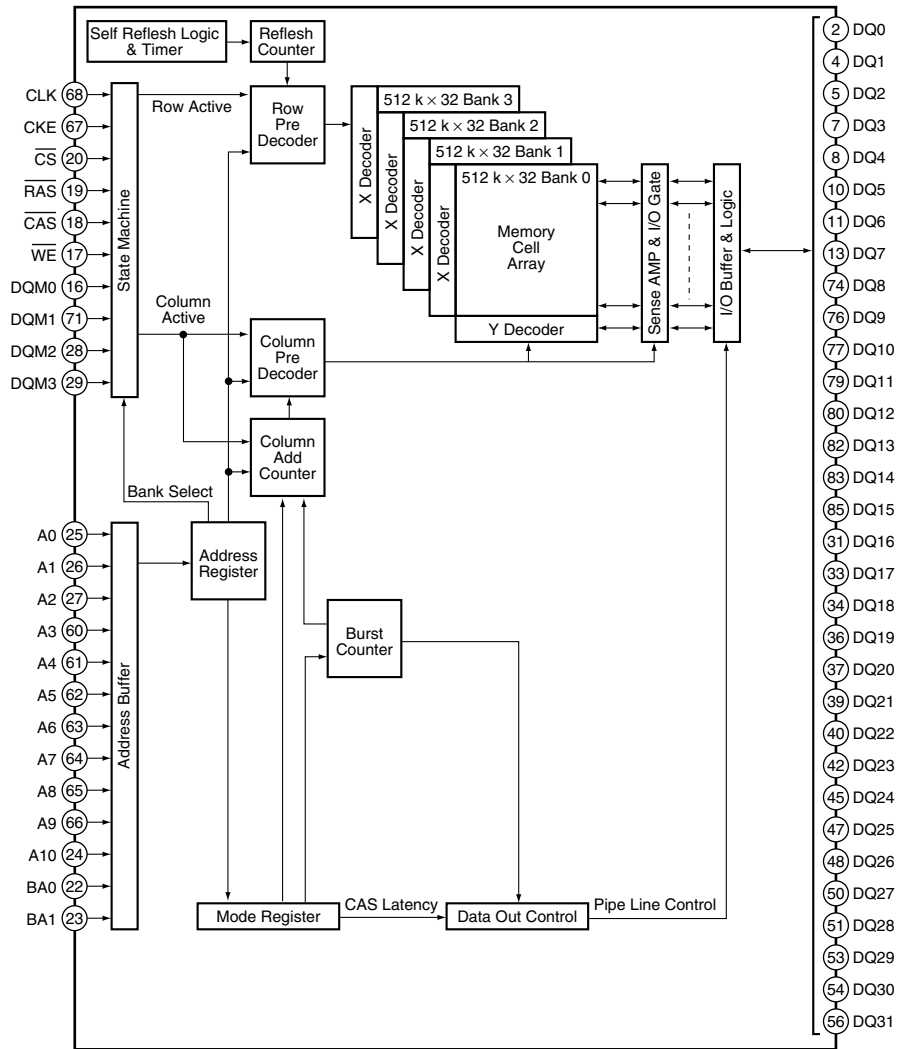 Self Reflesh Logic
& Timer
Reflesh
Counter
CLK 68
CKE 67
CS 20
RAS 19
CAS 18
WE 17
DQM0 16
DQM1 71
DQM2 28
DQM3 29
State Machine
Row Active
Column
Active
Row
Pre
Decoder
X Decoder
X Decoder
X Decoder
X Decoder
512 k × 32 Bank 3
512 k × 32 Bank 2
512 k × 32 Bank 1
512 k × 32 Bank 0
Memory
Cell
Array
Y Decoder
Sense AMP & I/O Gate
I/O Buffer & Logic
Column
Pre
Decoder
Column
Add
Counter
Bank Select
A0 25
A1 26
A2 27
A3 60
A4 61
A5 62
A6 63
A7 64
A8 65
A9 66
A10 24
BA0 22
BA1 23
Address Buffer
Address
Register
Burst
Counter
Mode Register
CAS Latency
Data Out Control
Pipe Line Control
2 DQ0
4 DQ1
5 DQ2
7 DQ3
8 DQ4
10 DQ5
11 DQ6
13 DQ7
74 DQ8
76 DQ9
77 DQ10
79 DQ11
80 DQ12
82 DQ13
83 DQ14
85 DQ15
31 DQ16
33 DQ17
34 DQ18
36 DQ19
37 DQ20
39 DQ21
40 DQ22
42 DQ23
45 DQ24
47 DQ25
48 DQ26
50 DQ27
51 DQ28
53 DQ29
54 DQ30
56 DQ31